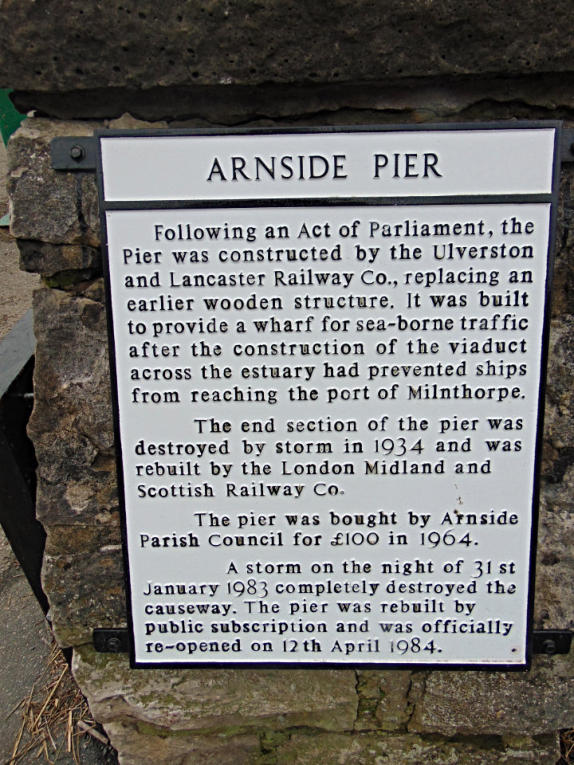 ARNSIDE PIER
Following an Act of Parliament, the
Pier was constructed by the Ulverston
and Lancaster Railway Co., replacing an
earlier wooden structure. It was built
to provide a wharf for sea-borne traffic
after the construction of the viaduct
across the estuary had prevented ships
from reaching the port of Milnthorpe.
The end section of the pier was
destroyed by storm in 1934 and was
rebuilt by the London Midland and
Scottish Railway Co.
The pier was bought by Arnside
Parish Council for £100 in 1964.
A storm on the night of 31 st
January 1983 completely destroyed the
causeway. The pier was rebuilt by
public subscription and was officially
re-opened on 12th April 1984.